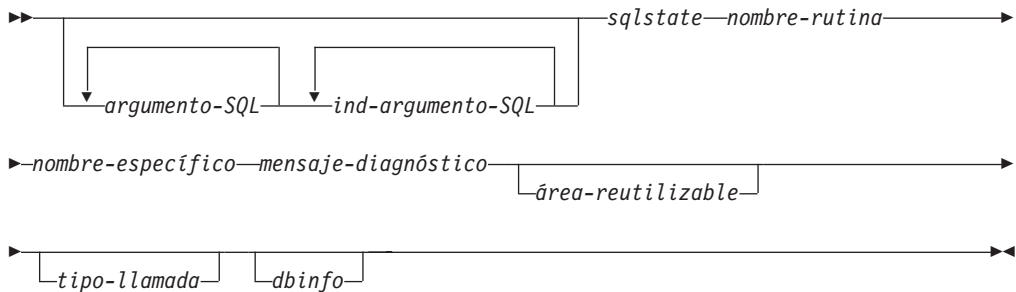 sqlstate nombre-rutina
argumento-SQL ind-argumento-SQL
nombre-específico mensaje-diagnóstico
área-reutilizable
tipo-llamada dbinfo